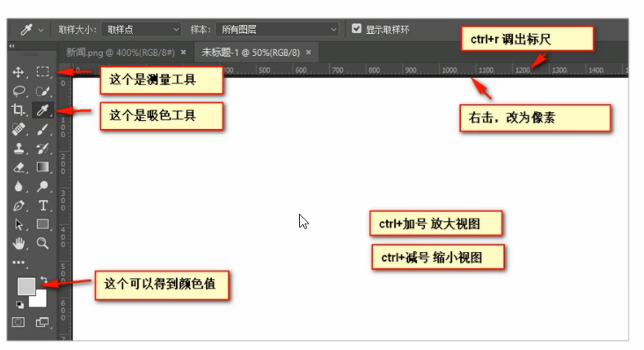 取样大小: 取样点 样本: 所有图层 显示取样环
新闻.png @ 400%(RGB/8#) × 未标题-1 @ 50%(RGB/8) ×
ctrl+r 调出标尺
0 500 600 700 800 900 1000 1100 1200 1300 1400
这个是测量工具
这个是吸色工具
右击，改为像素
ctrl+加号 放大视图
ctrl+减号 缩小视图
这个可以得到颜色值